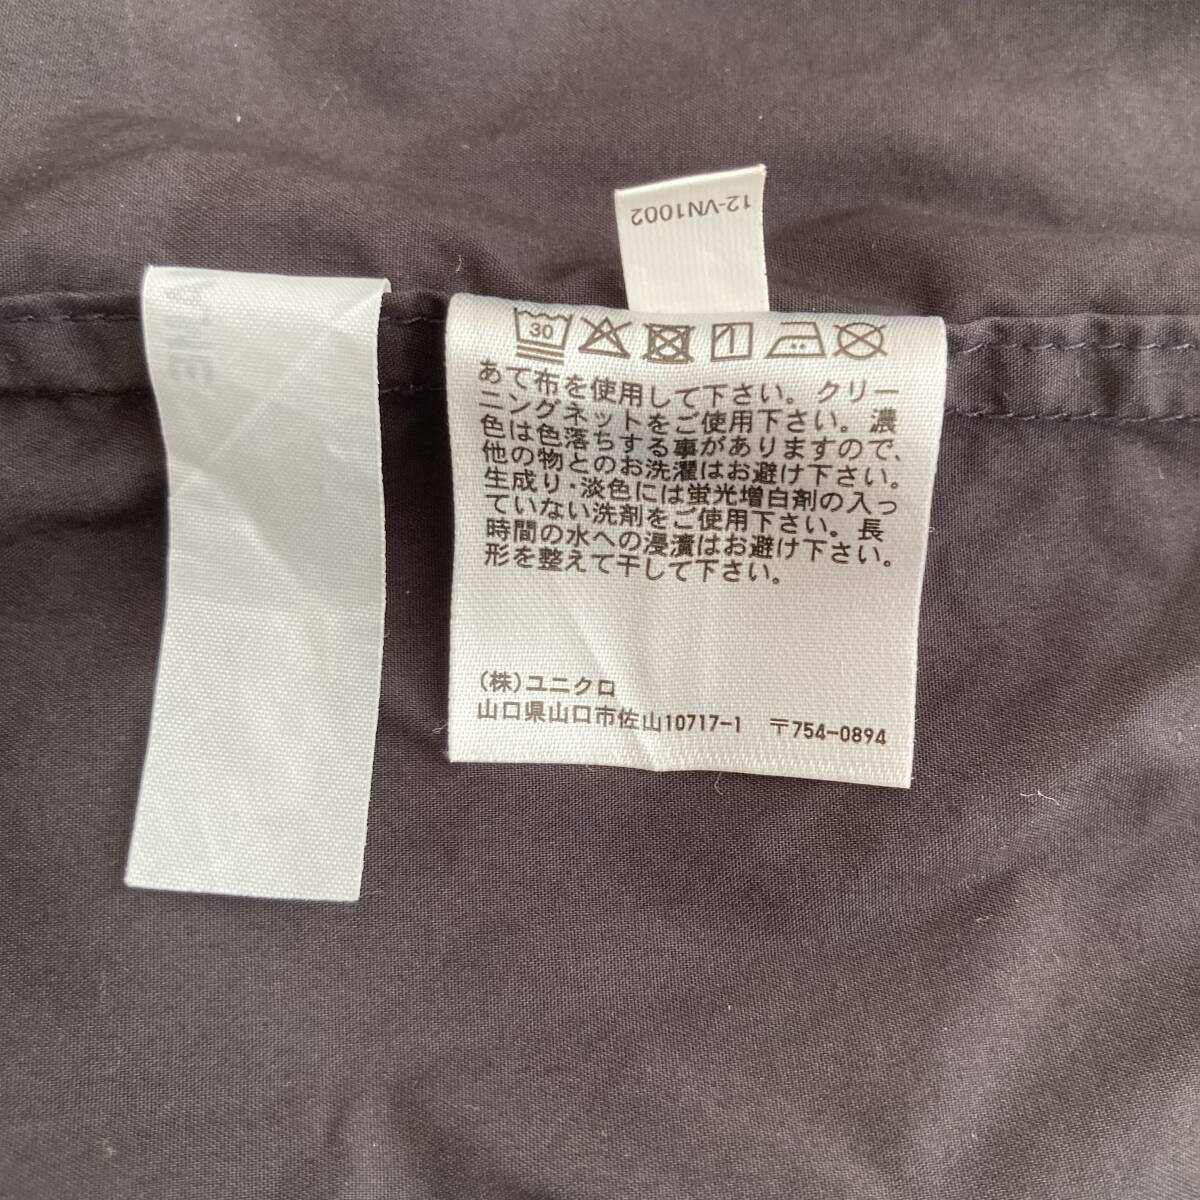 12-VN1002
30
あて布を使用して下さい。クリー
ニングネットをご使用下さい。濃
色は色落ちする事がありますので、
他の物とのお洗濯はお避け下さい。
生成り·淡色には蛍光増白剤の入っ
ていない洗剤をご使用下さい。長
時間の水への浸漬はお避け下さい。
形を整えて干して下さい。
(株)ユニクロ
山口県山口市佐山10717-1 〒754-0894